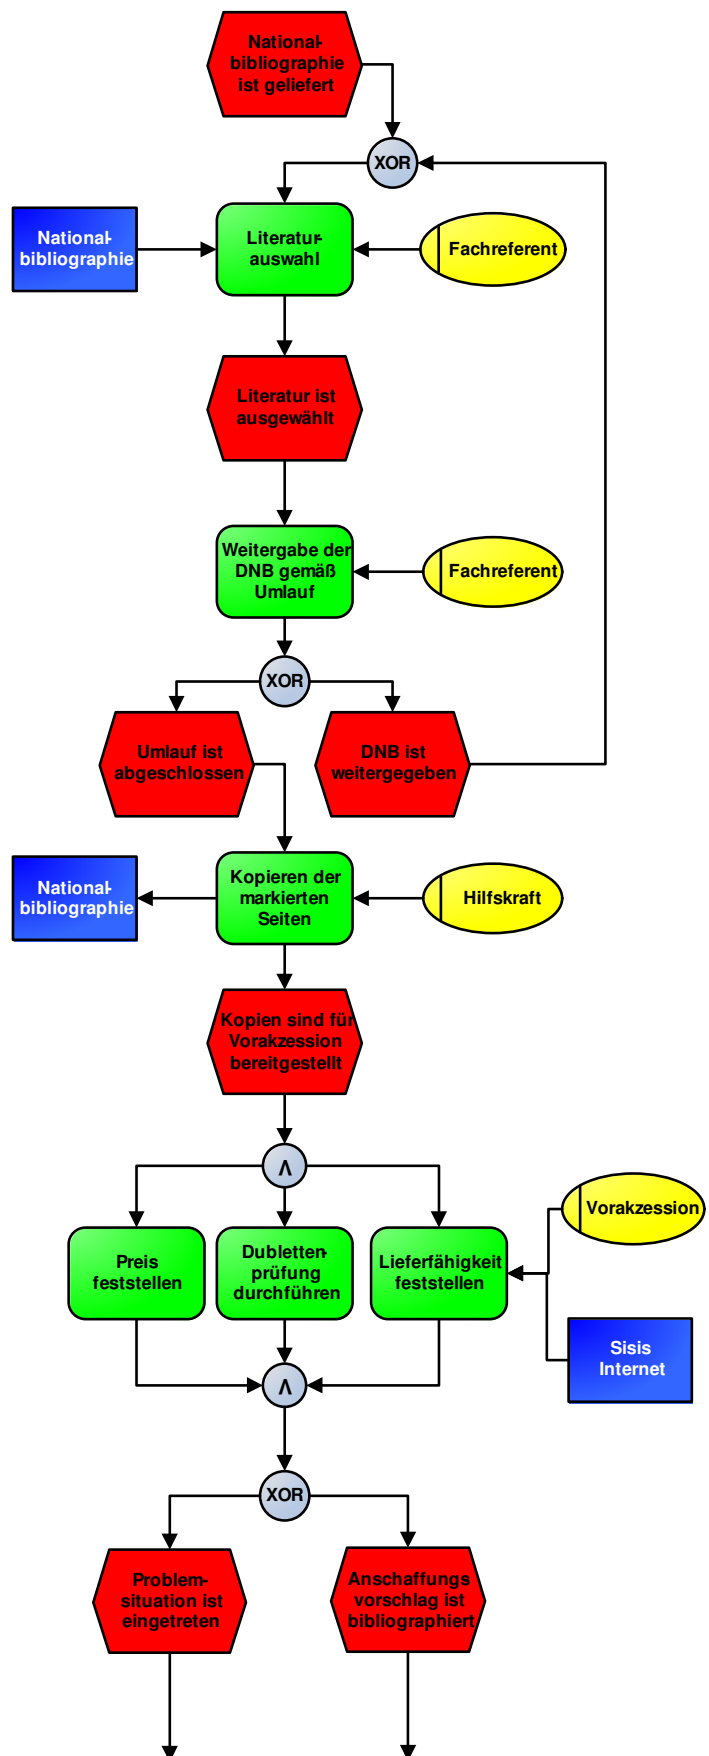 National-
bibliographie
ist geliefert
XOR
National-
bibliographie
Literatur-
auswahl
Fachreferent
Literatur ist
ausgewählt
Weitergabe der
DNB gemäß
Umlauf
Fachreferent
XOR
Umlauf ist
abgeschlossen
DNB ist
weitergegeben
National-
bibliographie
Kopieren der
markierten
Seiten
Hilfskraft
Kopien sind für
Vorakzession
bereitgestellt
Λ
Preis
feststellen
Dubletten-
prüfung
durchführen
Lieferfähigkeit
feststellen
Vorakzession
Sisis
Internet
Λ
XOR
Problem-
situation ist
eingetreten
Anschaffungs
vorschlag ist
bibliographiert